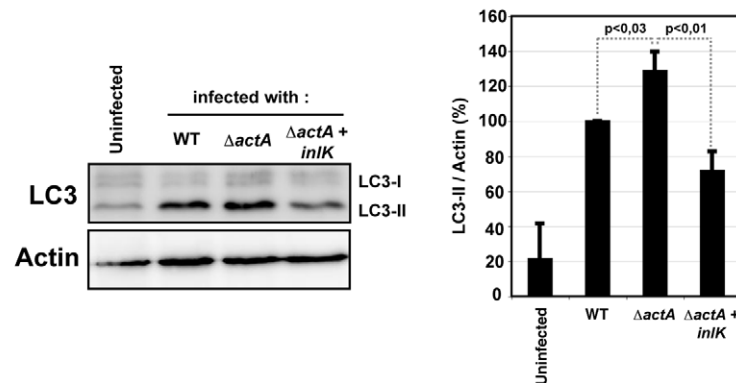 Uninfected
infected with :
WT
ΔactA
ΔactA +
inlK
LC3
LC3-I
LC3-II
Actin
LC3-II / Actin (%)
160
140
120
100
80
60
40
20
0
p<0,03
p<0,01
Uninfected
WT
ΔactA
ΔactA +
inlK